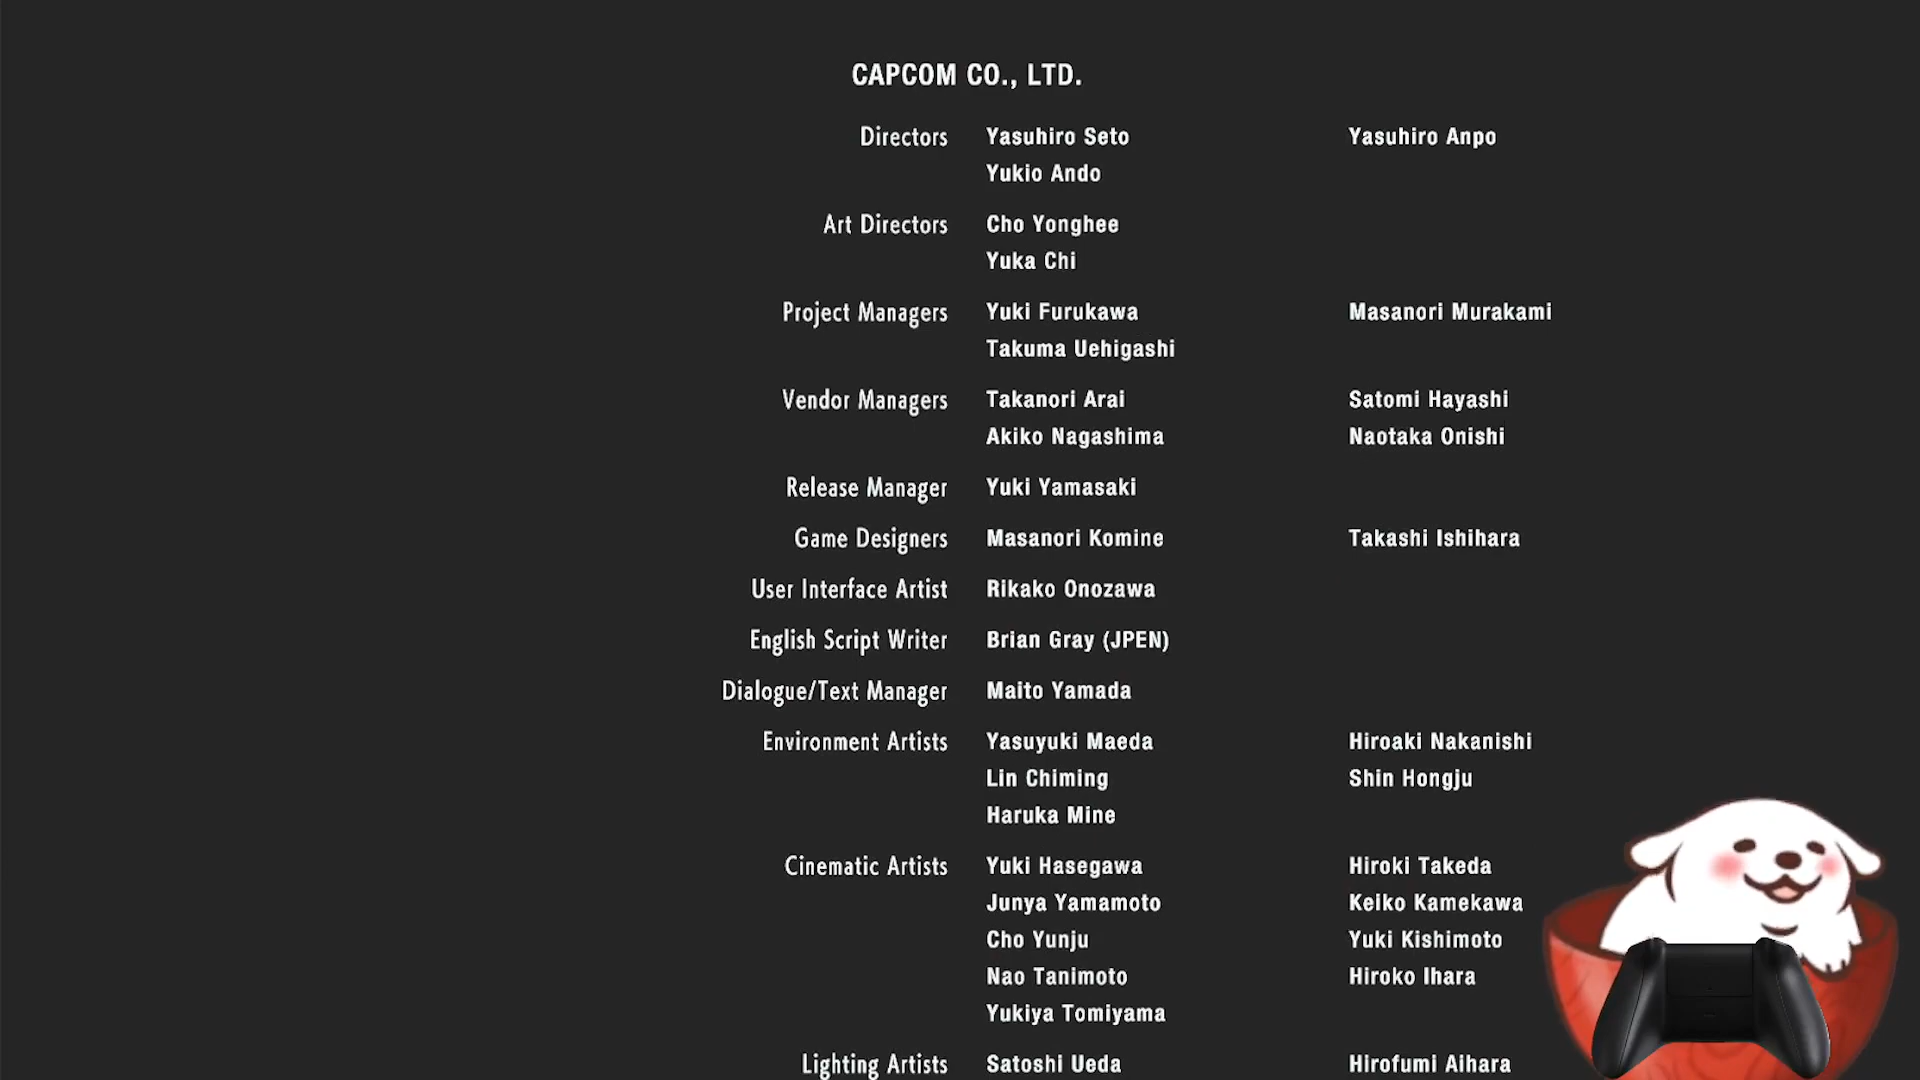 CAPCOM CO., LTD.
Directors Yasuhiro Seto Yasuhiro Anpo
Yukio Ando
Art Directors Cho Yonghee
Yuka Chi
Project Managers Yuki Furukawa Masanori Murakami
Takuma Uehigashi
Vendor Managers Takanori Arai Satomi Hayashi
Akiko Nagashima Naotaka Onishi
Release Manager Yuki Yamasaki
Game Designers Masanori Komine Takashi Ishihara
User Interface Artist Rikako Onozawa
English Script Writer Brian Gray (JPEN)
Dialogue/Text Manager Maito Yamada
Environment Artists Yasuyuki Maeda Hiroaki Nakanishi
Lin Chiming Shin Hongju
Haruka Mine
Cinematic Artists Yuki Hasegawa Hiroki Takeda
Junya Yamamoto Keiko Kamekawa
Cho Yunju Yuki Kishimoto
Nao Tanimoto Hiroko Ihara
Yukiya Tomiyama
Lighting Artists Satoshi Ueda Hirofumi Aihara